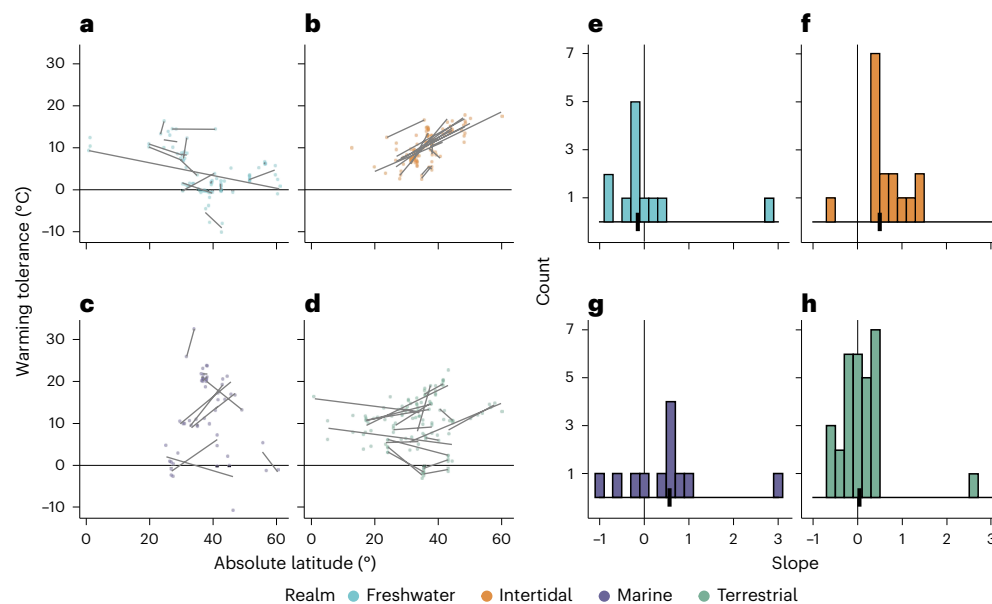 a b e f
30
20
10
0
−10
7
5
3
1
Warming tolerance (°C)
Count
c d g h
30
20
10
0
−10
7
5
3
1
0 20 40 60 0 20 40 60 −1 0 1 2 3 −1 0 1 2 3
Absolute latitude (°) Slope
Realm Freshwater Intertidal Marine Terrestrial